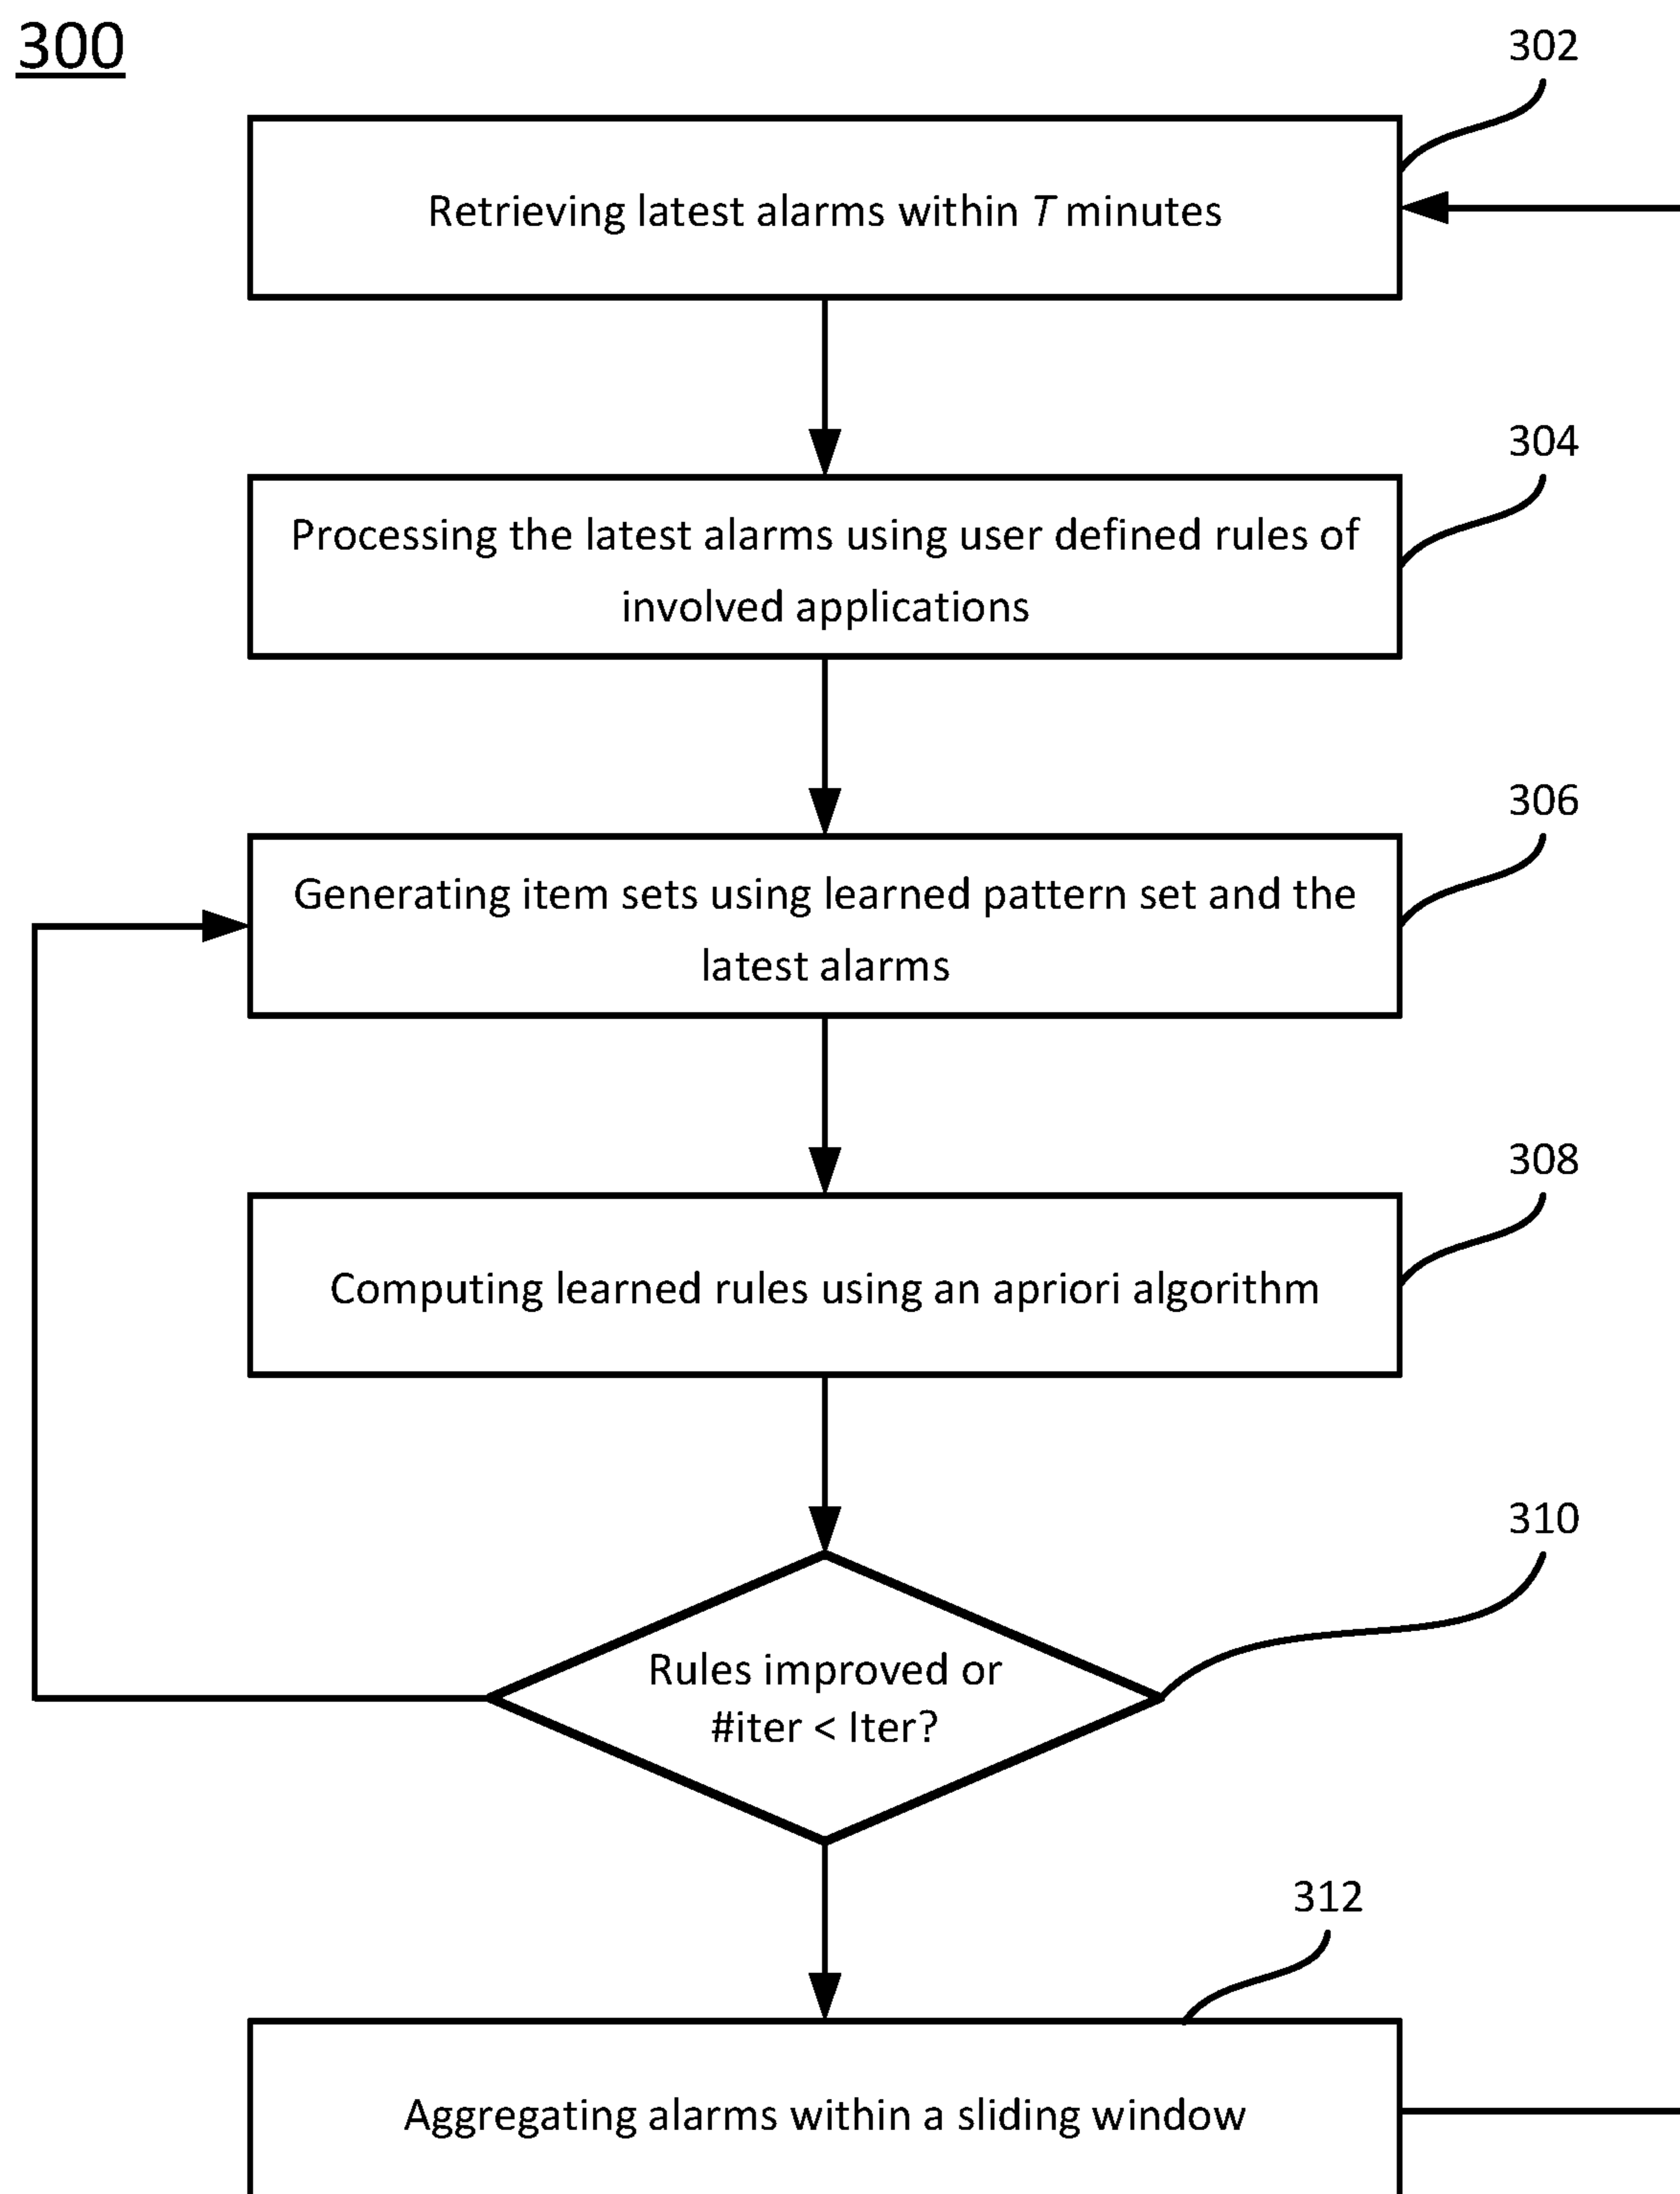 300
302
Retrieving latest alarms within T minutes
304
Processing the latest alarms using user defined rules of
involved applications
306
Generating item sets using learned pattern set and the
latest alarms
308
Computing learned rules using an apriori algorithm
310
Rules improved or
#iter < Iter?
312
Aggregating alarms within a sliding window